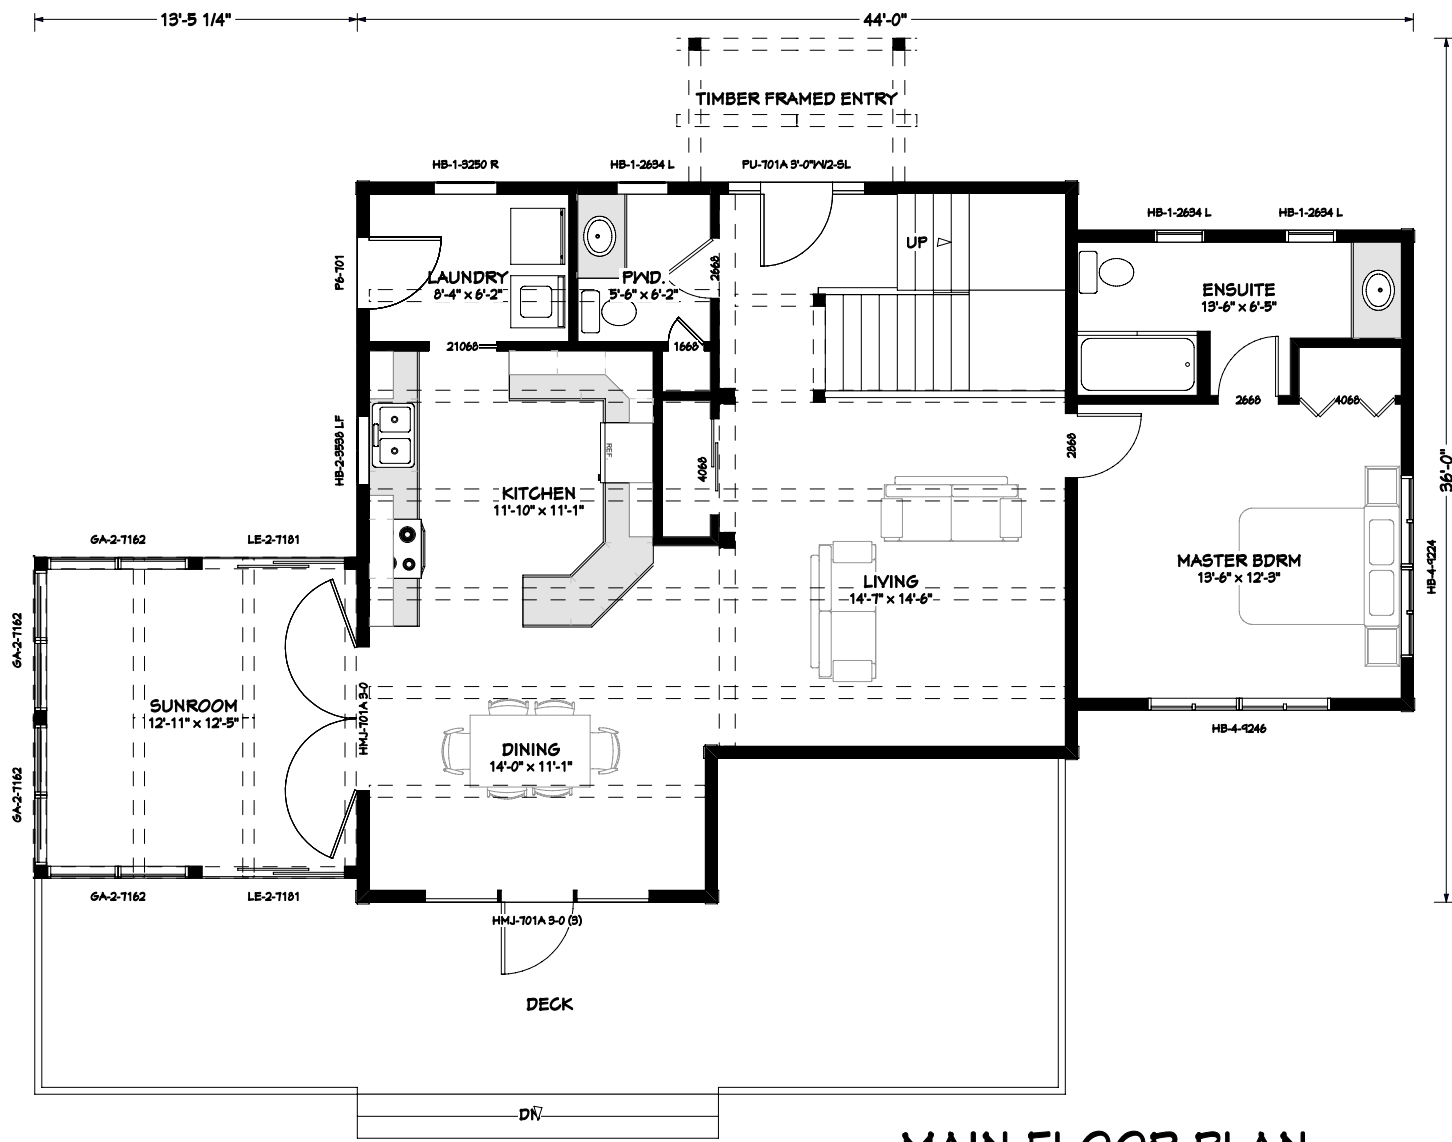 13'-5 1/4"
44'-0"
TIMBER FRAMED ENTRY
HB-1-3250 R
HB-1-2634 L
PU-701A 3'-0"W/2-SL
HB-1-2634 L
HB-1-2634 L
UP
P6-701
LAUNDRY
8'-4" x 6'-2"
PWD.
5'-6" x 6'-2"
2668
ENSUITE
13'-6" x 6'-5"
21068
1668
2668
4068
HB-2-3538 LF
REF.
4068
2868
36'-0"
KITCHEN
11'-10" x 11'-1"
GA-2-7162
LE-2-7181
LIVING
14'-7" x 14'-6"
MASTER BDRM
13'-6" x 12'-3"
HB-4-9224
GA-2-7162
SUNROOM
12'-11" x 12'-5"
HMJ-701A 3-0
HB-4-9246
DINING
14'-0" x 11'-1"
GA-2-7162
GA-2-7162
LE-2-7181
HMJ-701A 3-0 (3)
DECK
DN
MAIN FLOOR PLAN